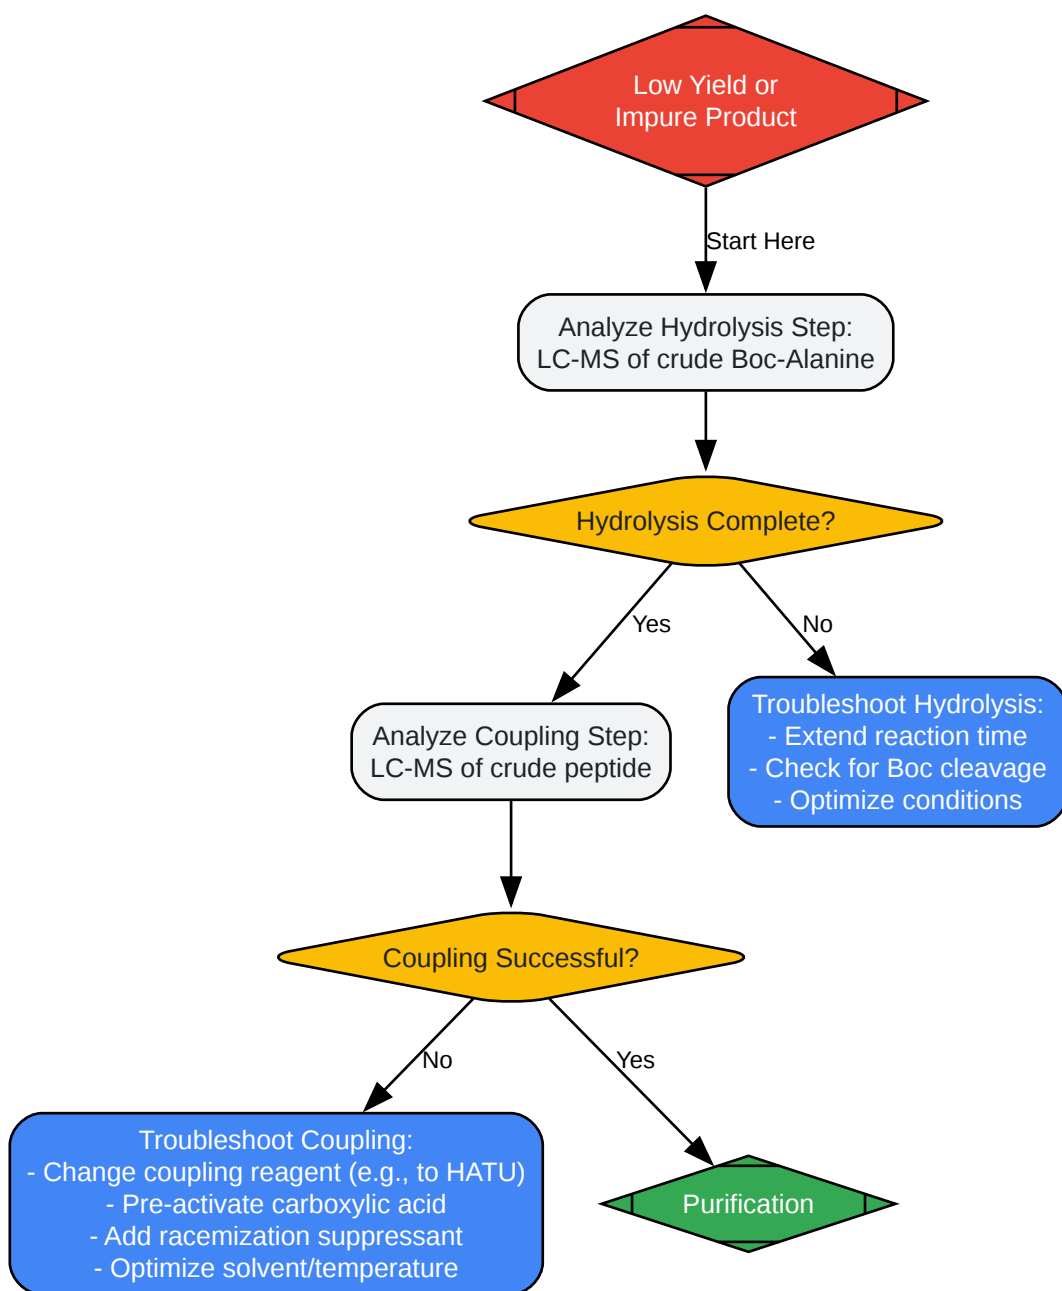 Low Yield or
Impure Product
Start Here
Analyze Hydrolysis Step:
LC-MS of crude Boc-Alanine
Hydrolysis Complete?
Yes
No
Analyze Coupling Step:
LC-MS of crude peptide
Troubleshoot Hydrolysis:
- Extend reaction time
- Check for Boc cleavage
- Optimize conditions
Coupling Successful?
No
Yes
Troubleshoot Coupling:
- Change coupling reagent (e.g., to HATU)
- Pre-activate carboxylic acid
- Add racemization suppressant
- Optimize solvent/temperature
Purification